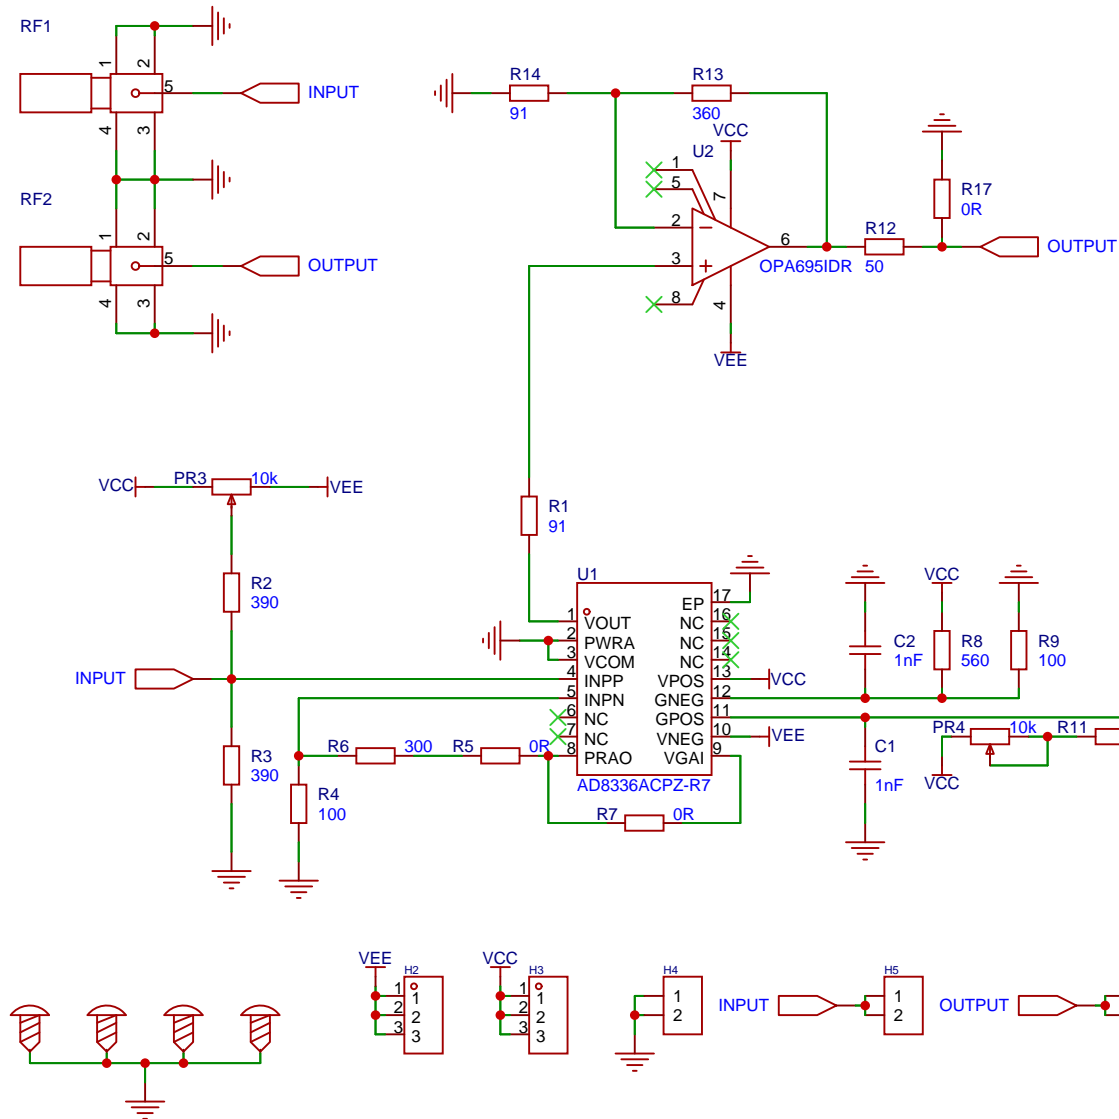 RF1
1
2
5
INPUT
4
3
RF2
1
2
5
OUTPUT
4
3
R14
91
R13
360
VCC
U2
1
5
7
2
3
8
6
4
OPA695IDR
VEE
R12
50
R17
0R
OUTPUT
VCC
PR3
10k
VEE
R2
390
INPUT
R3
390
R1
91
U1
1
VOUT
2
PWRA
3
VCOM
4
INPP
5
INPN
6
NC
7
NC
8
PRAO
EP
17
NC
16
NC
15
NC
14
VPOS
13
VCC
GNEG
12
GPOS
11
VNEG
10
VEE
VGAI
9
AD8336ACPZ-R7
R6
300
R5
0R
R4
100
R7
0R
C2
1nF
VCC
R8
560
R9
100
C1
1nF
PR4
10k
R11
VCC
VEE
H2
1 1
2 2
3 3
VCC
H3
1 1
2 2
3 3
H4
1
2
INPUT
H5
1
2
OUTPUT